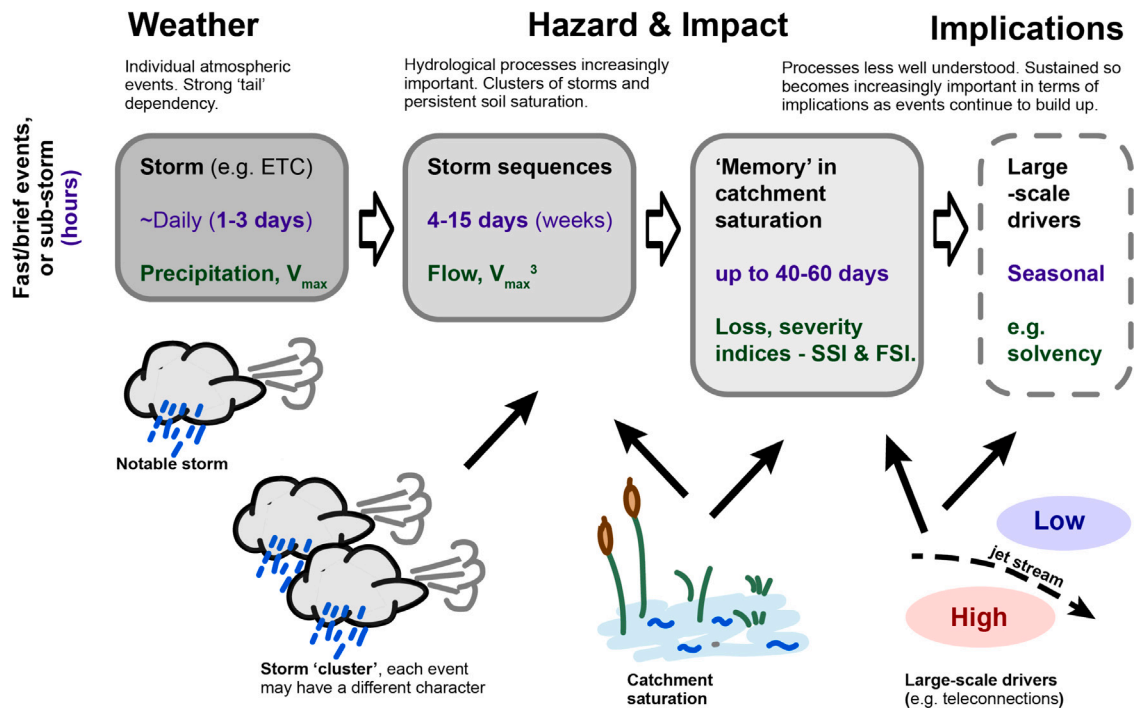 Weather
Hazard & Impact
Implications
Individual atmospheric
events. Strong ‘tail’
dependency.
Hydrological processes increasingly
important. Clusters of storms and
persistent soil saturation.
Processes less well understood. Sustained so
becomes increasingly important in terms of
implications as events continue to build up.
Fast/brief events,
or sub-storm
(hours)
Storm (e.g. ETC)
~Daily (1-3 days)
Precipitation, Vmax
Storm sequences
4-15 days (weeks)
Flow, Vmax³
‘Memory’ in
catchment
saturation
up to 40-60 days
Loss, severity
indices - SSI & FSI.
Large
-scale
drivers
Seasonal
e.g.
solvency
Notable storm
Storm ‘cluster’, each event
may have a different character
Catchment
saturation
Low
jet stream
High
Large-scale drivers
(e.g. teleconnections)